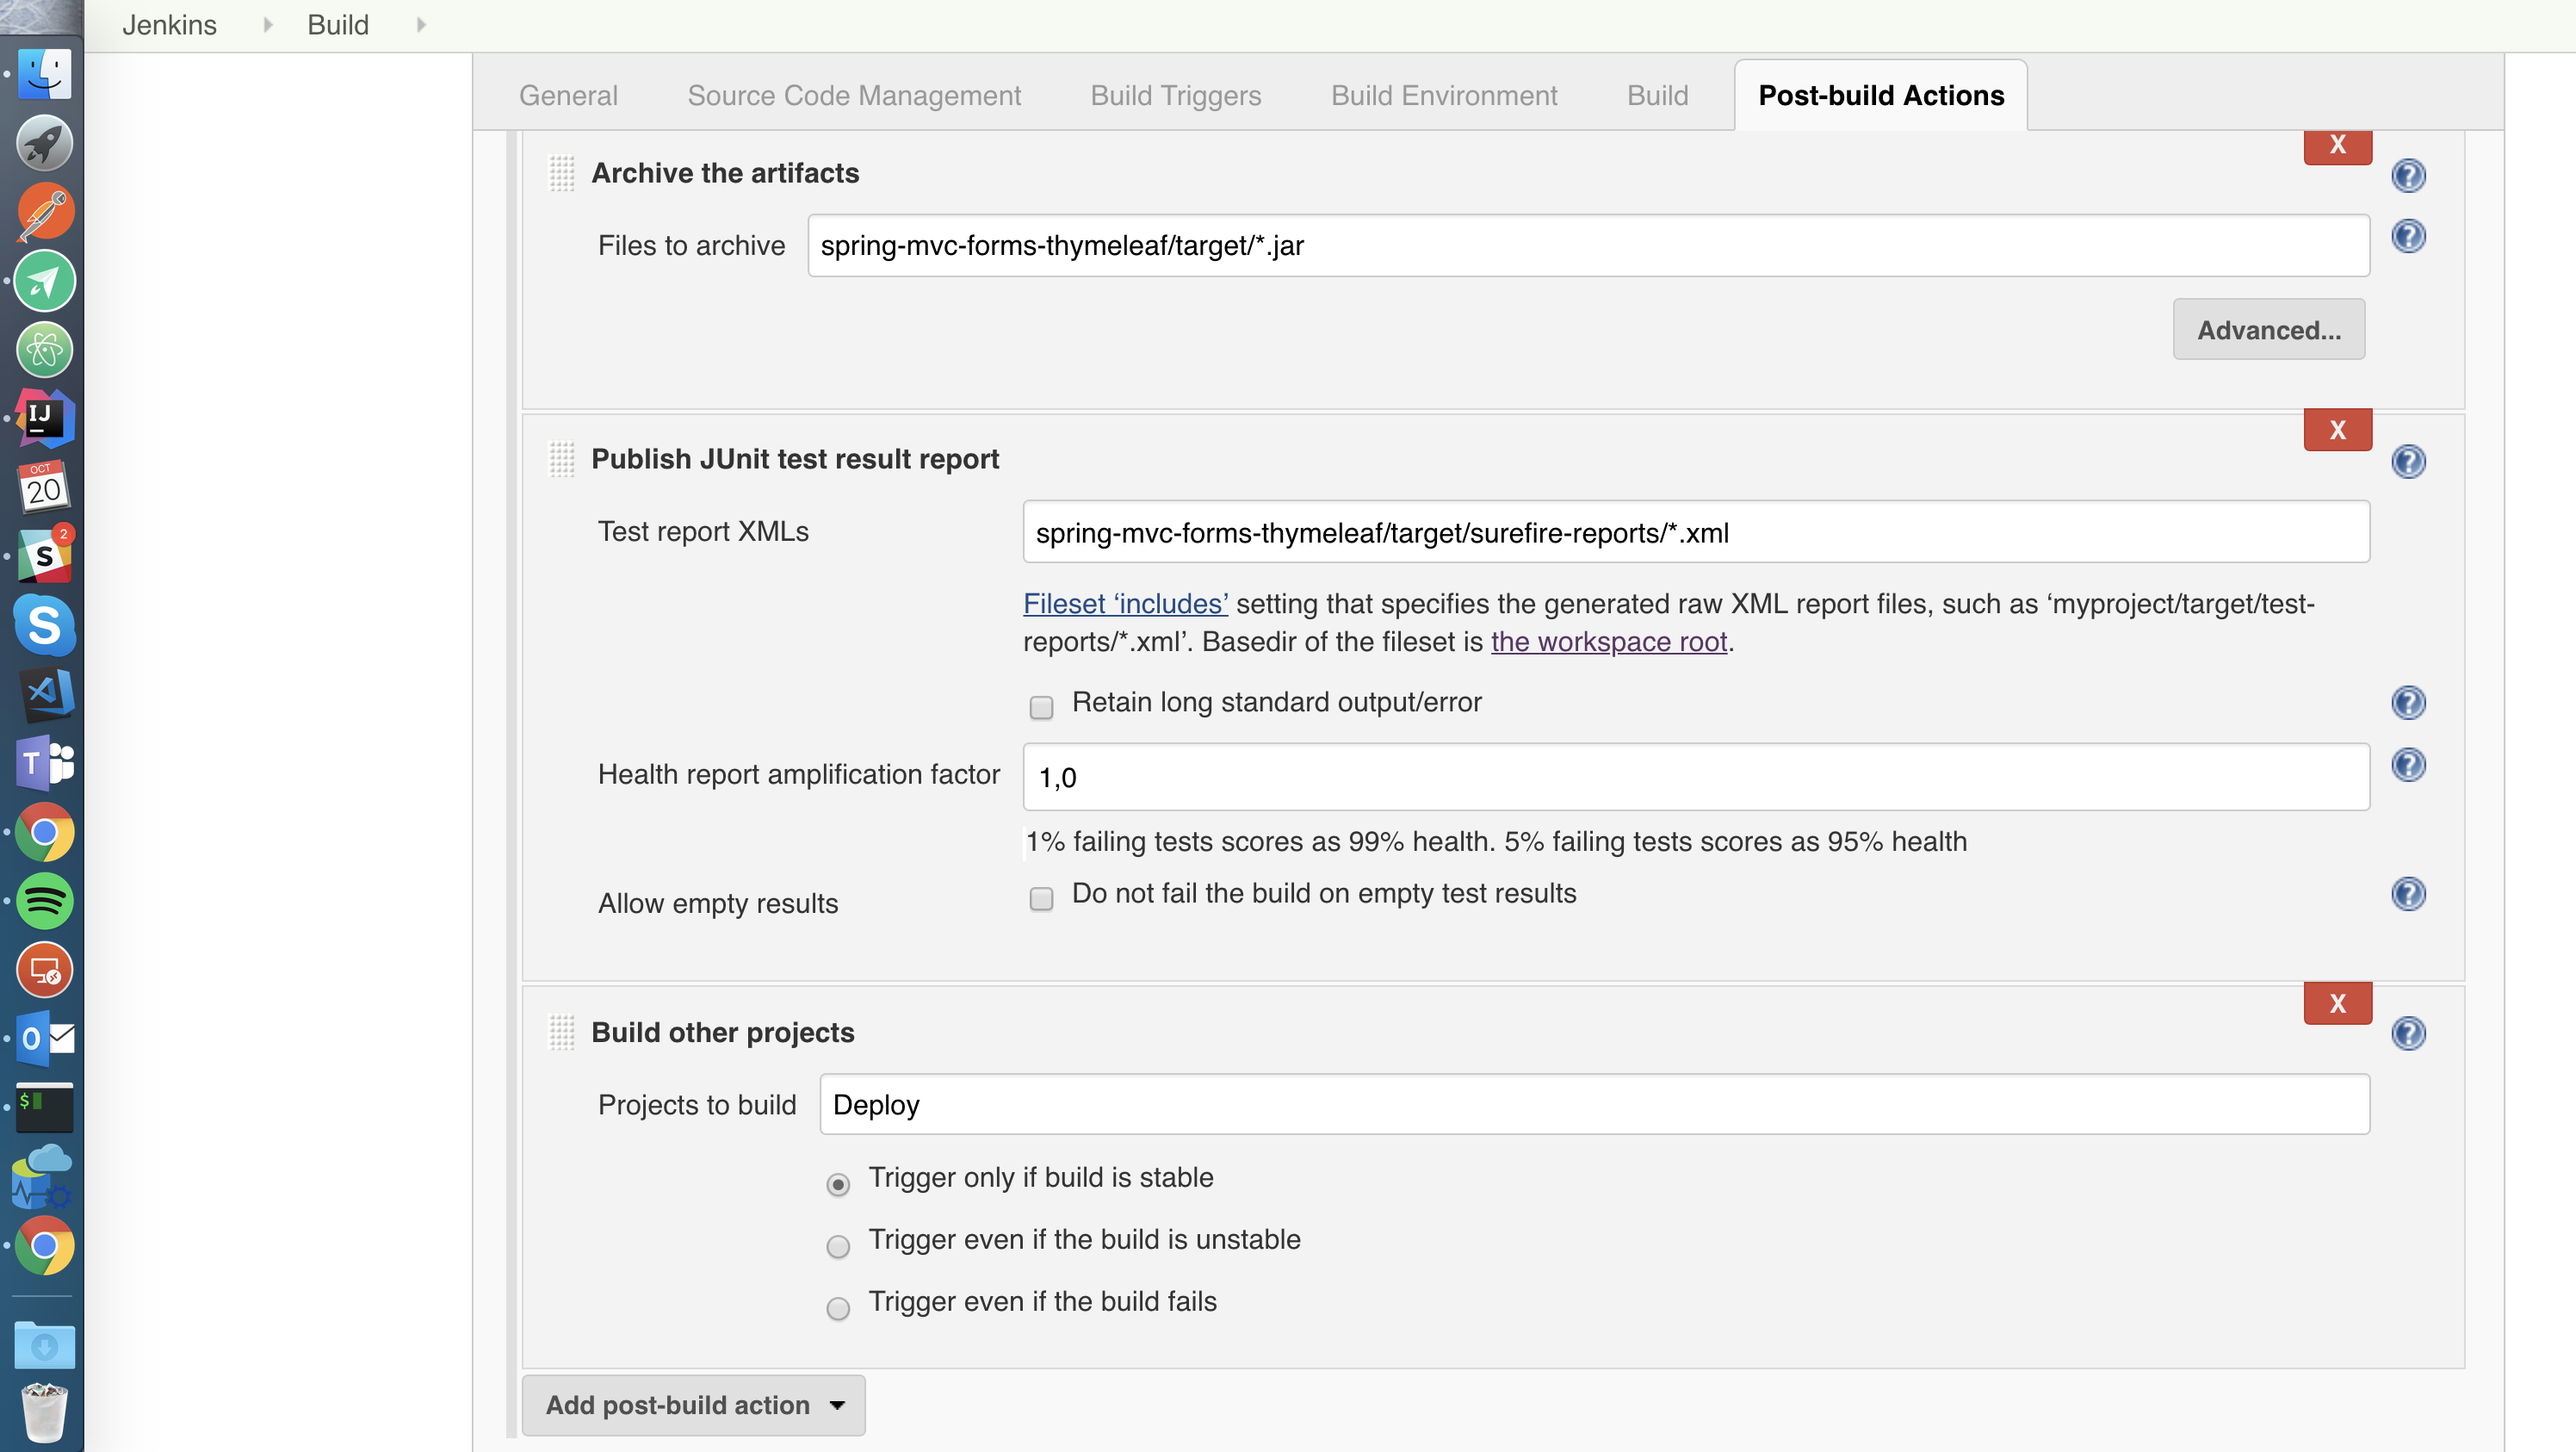 Jenkins Build
General Source Code Management Build Triggers Build Environment Build Post-build Actions
X
Archive the artifacts
Files to archive spring-mvc-forms-thymeleaf/target/*.jar
Advanced...
X
Publish JUnit test result report
Test report XMLs spring-mvc-forms-thymeleaf/target/surefire-reports/*.xml
Fileset ‘includes’ setting that specifies the generated raw XML report files, such as ‘myproject/target/test-
reports/*.xml’. Basedir of the fileset is the workspace root.
Retain long standard output/error
Health report amplification factor 1,0
1% failing tests scores as 99% health. 5% failing tests scores as 95% health
Allow empty results Do not fail the build on empty test results
X
Build other projects
Projects to build Deploy
Trigger only if build is stable
Trigger even if the build is unstable
Trigger even if the build fails
Add post-build action
IJ
OCT
20
2
S
S
T
O
$